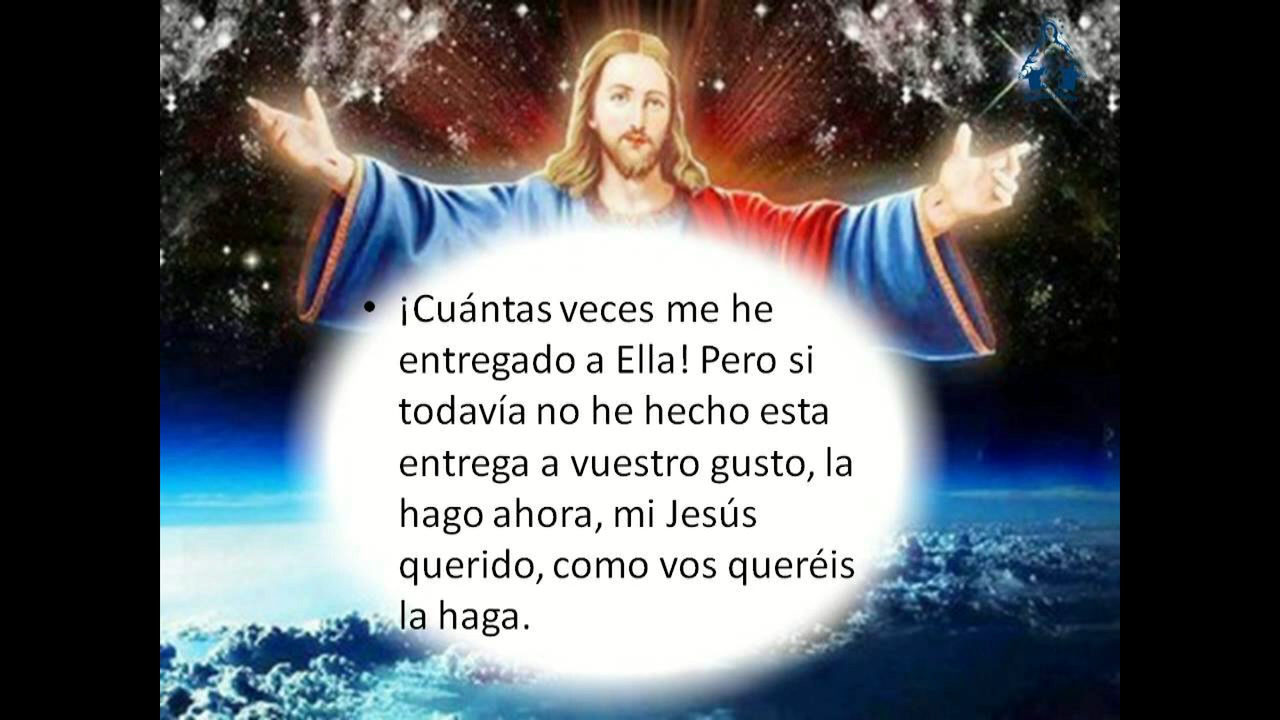 • ¡Cuántas veces me he
entregado a Ella! Pero si
todavía no he hecho esta
entrega a vuestro gusto, la
hago ahora, mi Jesús
querido, como vos queréis
la haga.